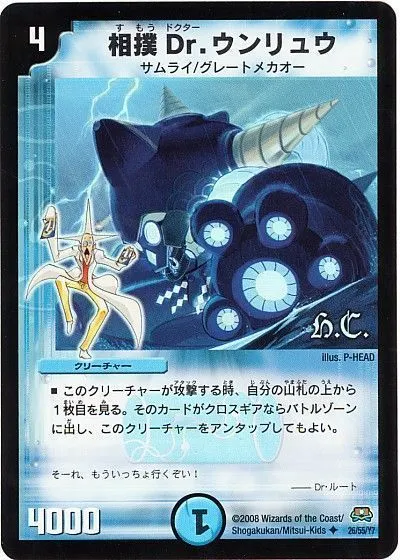 4
すもう ドクター
相撲 Dr.ウンリュウ
サムライ/グレートメカオー
h.C.
illus. P-HEAD
クリーチャー
■ このクリーチャーが攻撃する時、自分の山札の上から
1枚目を見る。そのカードがクロスギアならバトルゾーン
に出し、このクリーチャーをアンタップしてもよい。
そーれ、もういっちょ行くぞい!
—— Dr・ルート
4000
1
©2008 Wizards of the Coast/
Shogakukan/Mitsui-Kids ◆ 26/55/Y7